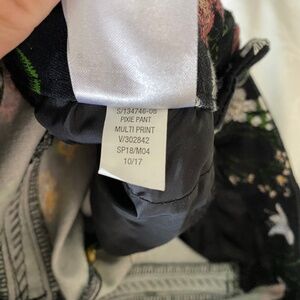 S/134746-05
PIXIE PANT
MULTI PRINT
V/302842
SP18/M04
10/17